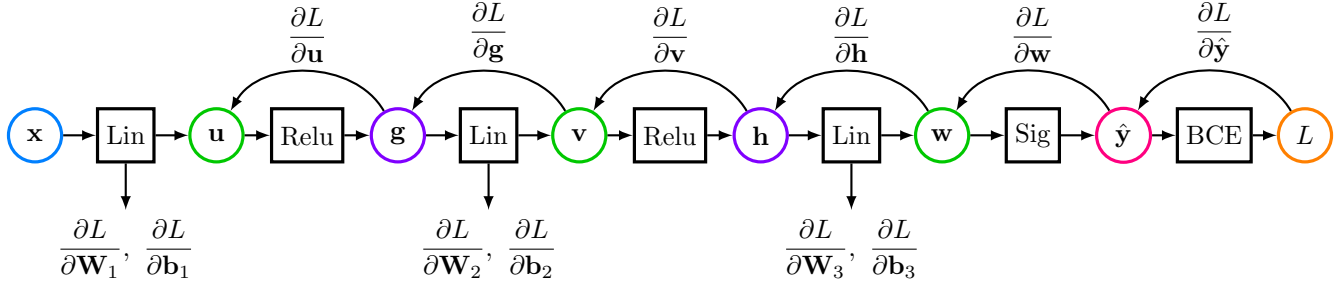 ∂L/∂u ∂L/∂g ∂L/∂v ∂L/∂h ∂L/∂w ∂L/∂ŷ
x Lin u Relu g Lin v Relu h Lin w Sig ŷ BCE L
∂L/∂W₁, ∂L/∂b₁ ∂L/∂W₂, ∂L/∂b₂ ∂L/∂W₃, ∂L/∂b₃